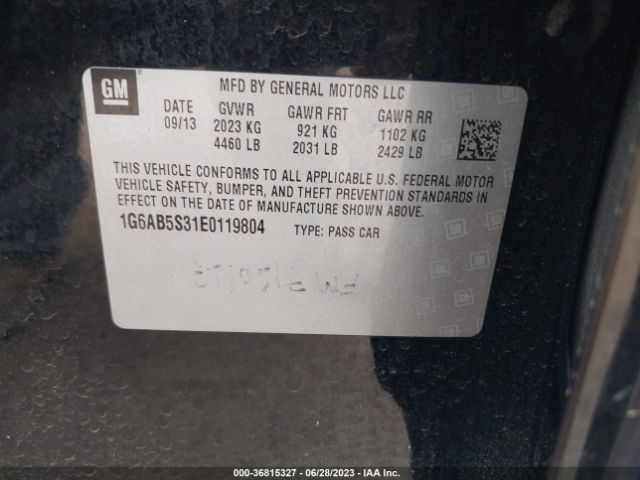 GM
MFD BY GENERAL MOTORS LLC
DATE GVWR GAWR FRT GAWR RR
09/13 2023 KG 921 KG 1102 KG
4460 LB 2031 LB 2429 LB
THIS VEHICLE CONFORMS TO ALL APPLICABLE U.S. FEDERAL MOTOR
VEHICLE SAFETY, BUMPER, AND THEFT PREVENTION STANDARDS IN
EFFECT ON THE DATE OF MANUFACTURE SHOWN ABOVE.
1G6AB5S31E0119804 TYPE: PASS CAR
000-36815327 | 06/28/2023 | IAA Inc.